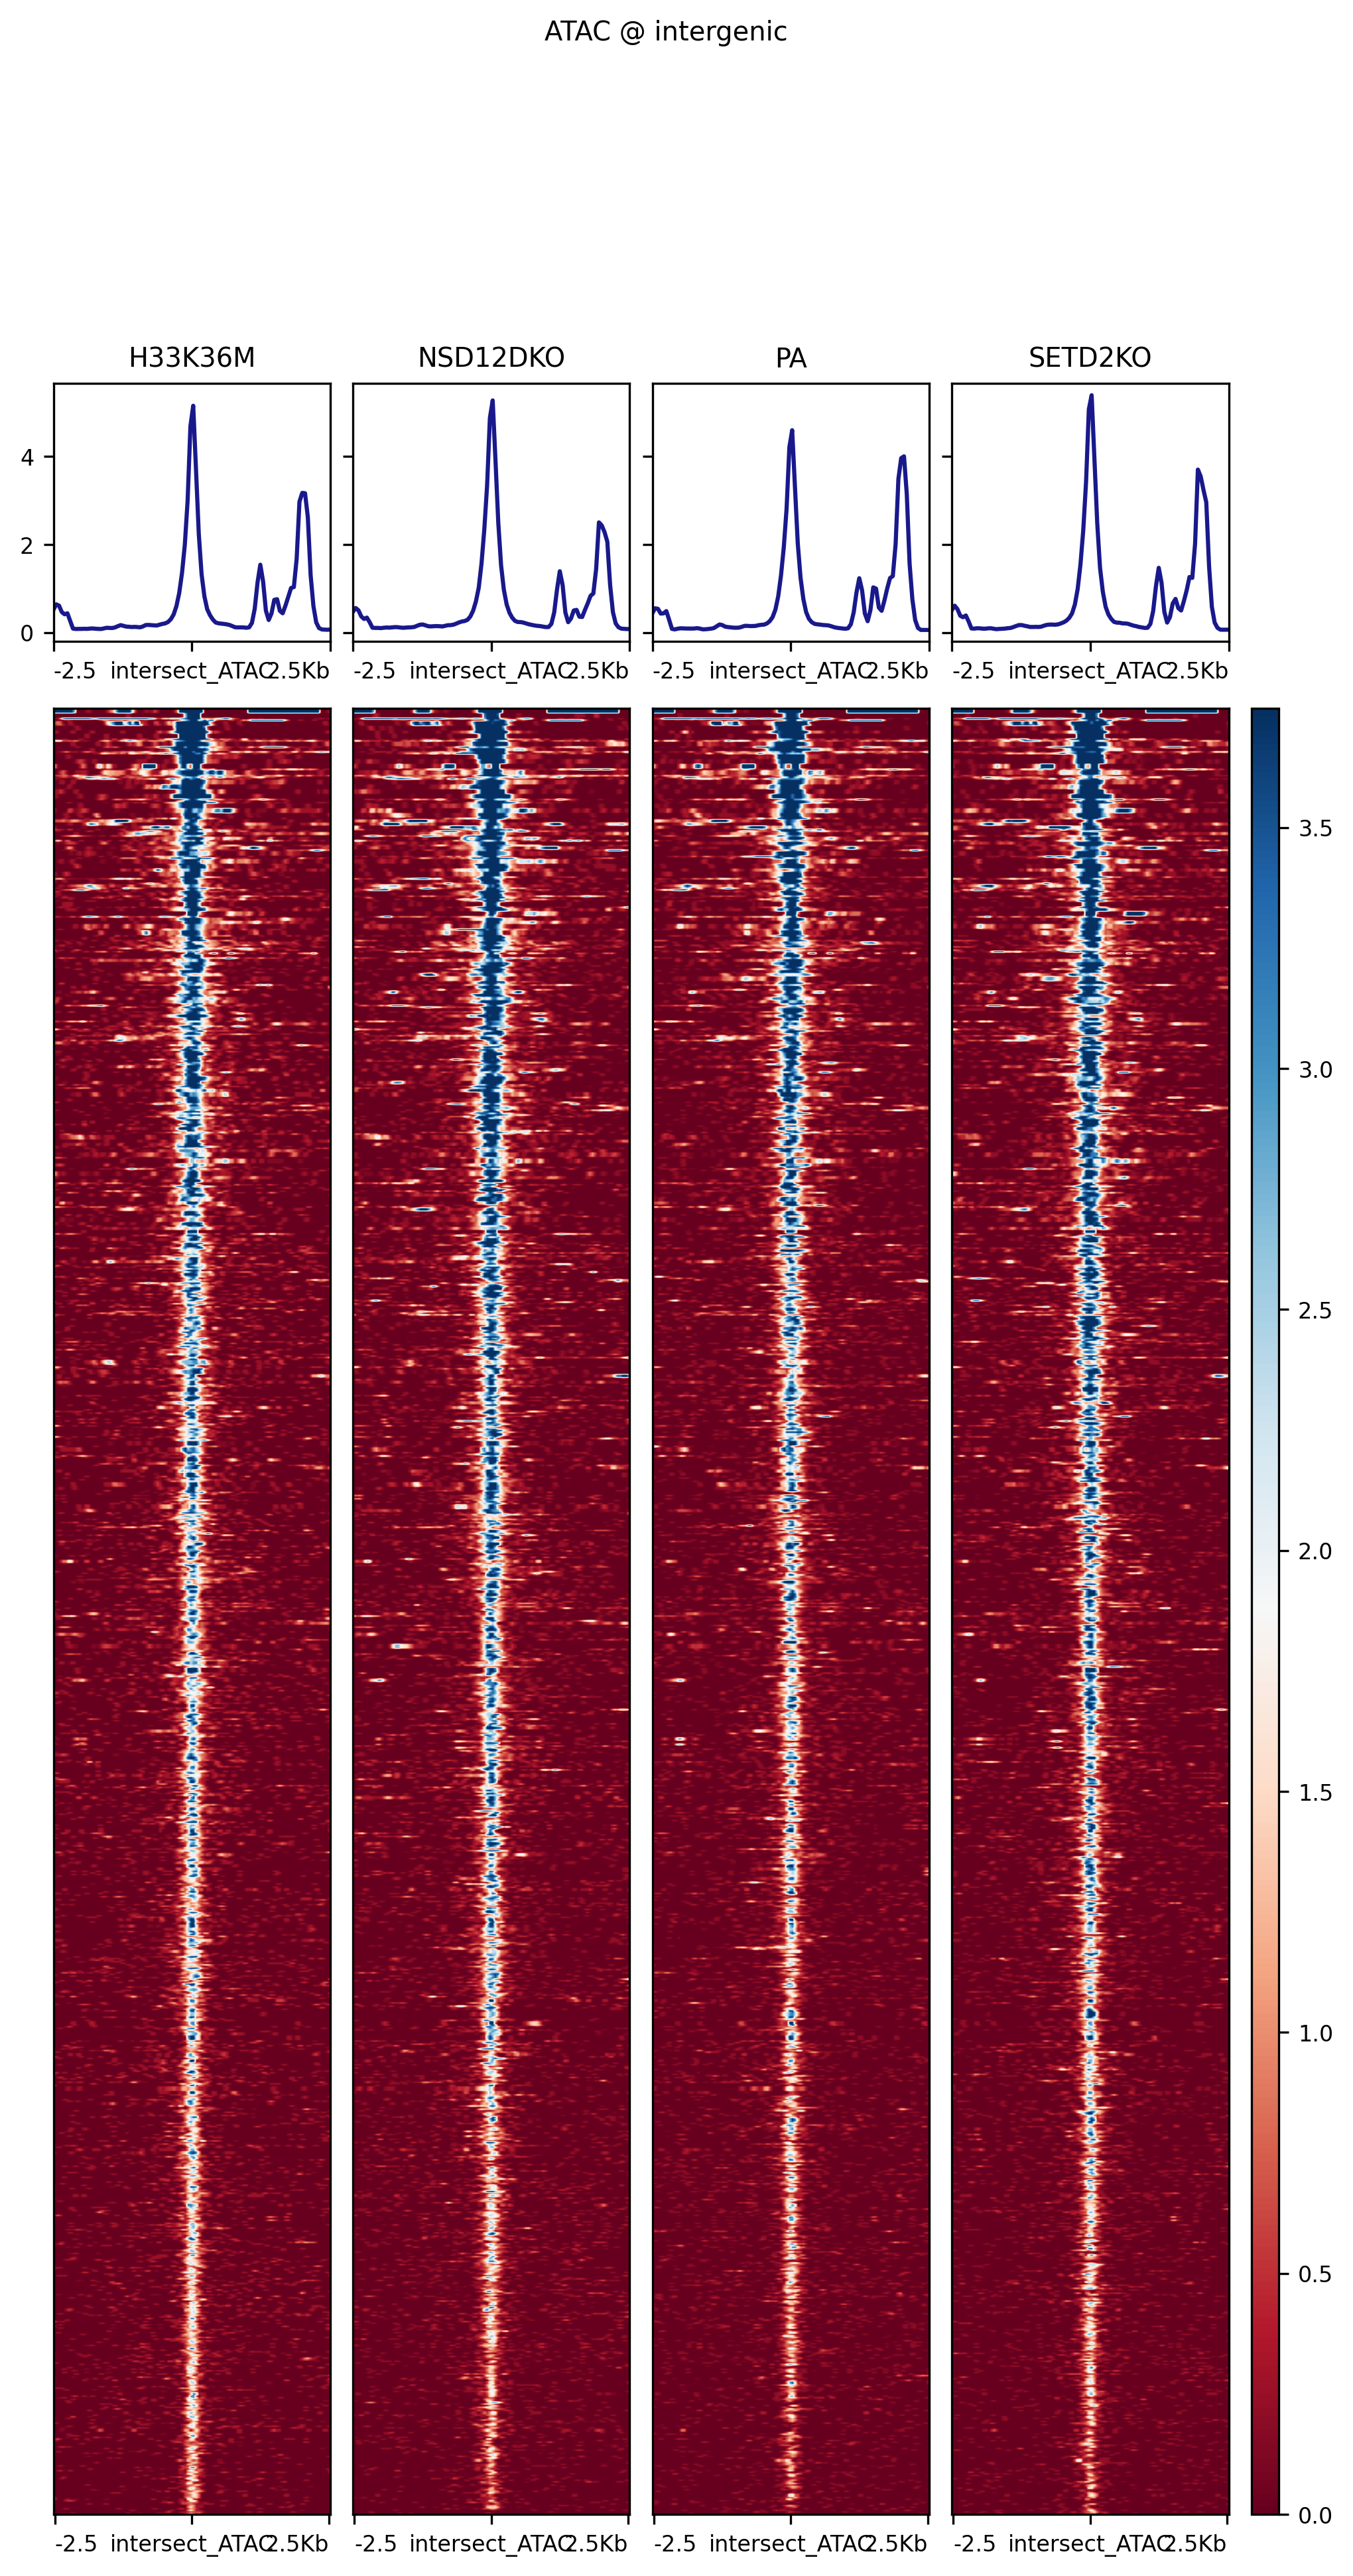 ATAC @ intergenic
H33K36M NSD12DKO PA SETD2KO
4
2
0
-2.5 intersect_ATAC 2.5Kb -2.5 intersect_ATAC 2.5Kb -2.5 intersect_ATAC 2.5Kb -2.5 intersect_ATAC 2.5Kb
3.5
3.0
2.5
2.0
1.5
1.0
0.5
0.0
-2.5 intersect_ATAC 2.5Kb -2.5 intersect_ATAC 2.5Kb -2.5 intersect_ATAC 2.5Kb -2.5 intersect_ATAC 2.5Kb